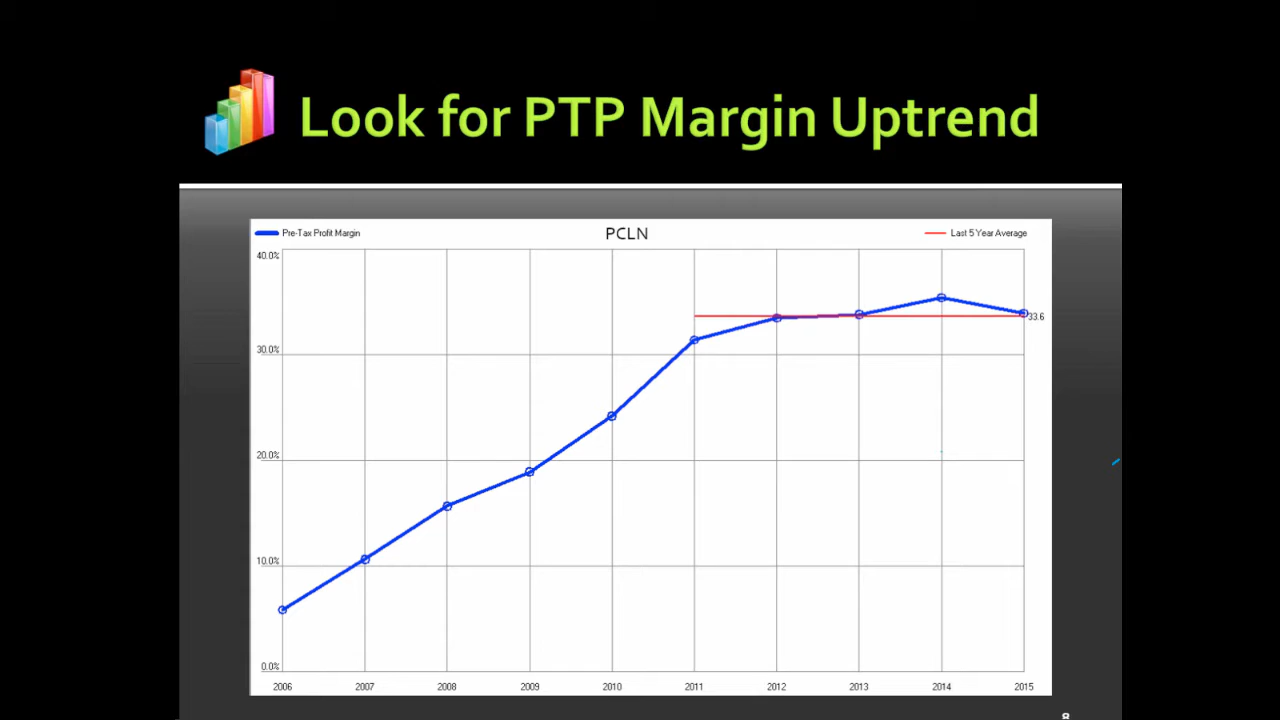 Look for PTP Margin Uptrend
Pre-Tax Profit Margin
PCLN
Last 5 Year Average
40.0%
33.6
30.0%
20.0%
10.0%
0.0%
2006 2007 2008 2009 2010 2011 2012 2013 2014 2015
8